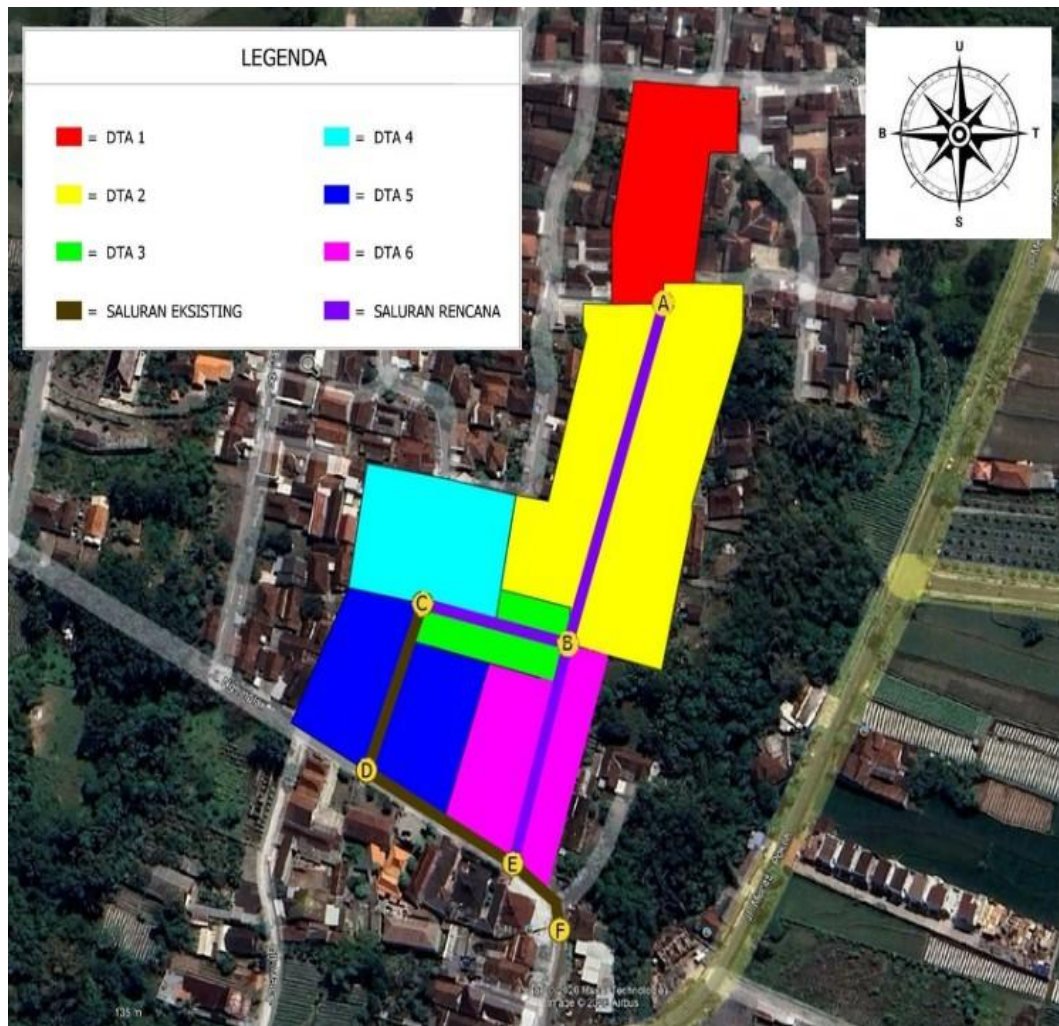 LEGENDA
= DTA 1
= DTA 4
= DTA 2
= DTA 5
= DTA 3
= DTA 6
= SALURAN EKSISTING
= SALURAN RENCANA
U
B
T
S
A
B
C
D
E
F
135 m